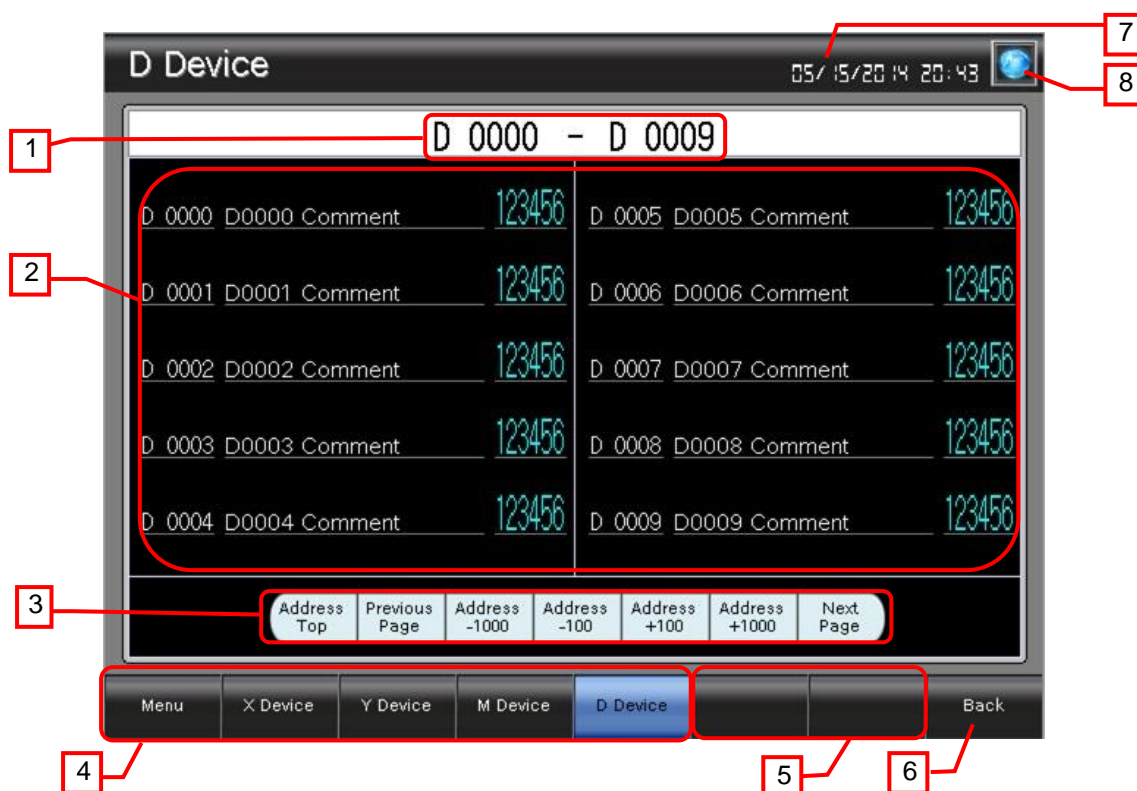 7
D Device
05/15/2014 20:43
8
1
D 0000 - D 0009
2
D 0000 D0000 Comment 123456 D 0005 D0005 Comment 123456
D 0001 D0001 Comment 123456 D 0006 D0006 Comment 123456
D 0002 D0002 Comment 123456 D 0007 D0007 Comment 123456
D 0003 D0003 Comment 123456 D 0008 D0008 Comment 123456
D 0004 D0004 Comment 123456 D 0009 D0009 Comment 123456
3
Address Top
Previous Page
Address -1000
Address -100
Address +100
Address +1000
Next Page
Menu X Device Y Device M Device D Device Back
4
5
6